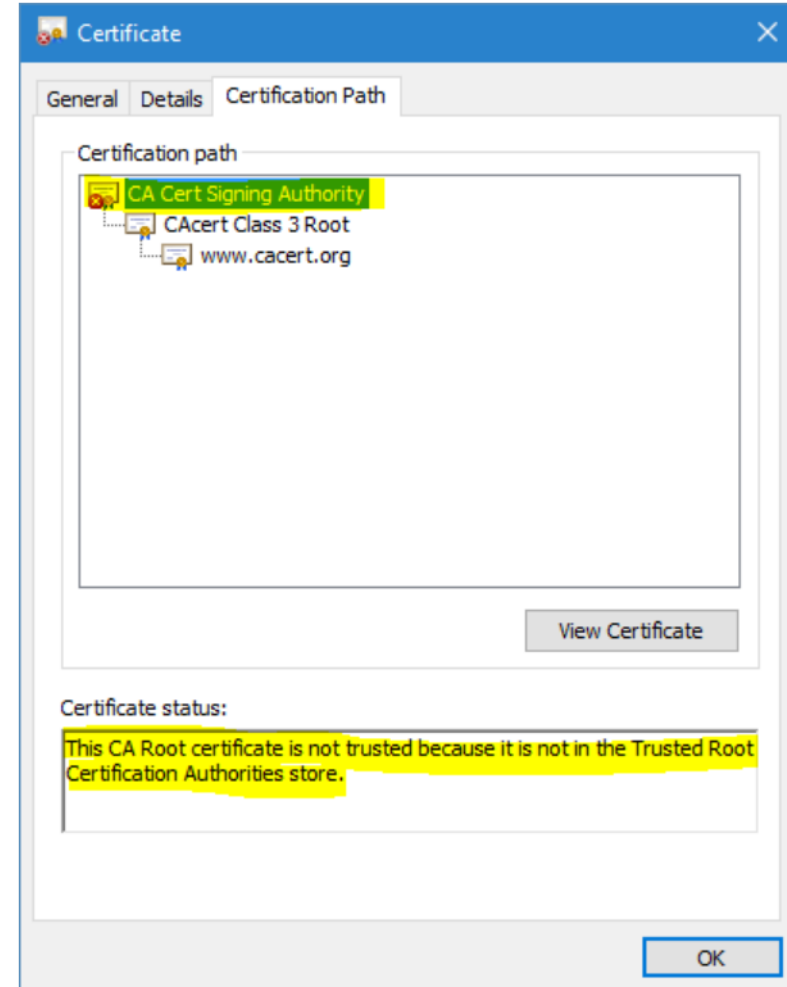 Certificate
General Details Certification Path
Certification path
CA Cert Signing Authority
CAcert Class 3 Root
www.cacert.org
View Certificate
Certificate status:
This CA Root certificate is not trusted because it is not in the Trusted Root
Certification Authorities store.
OK